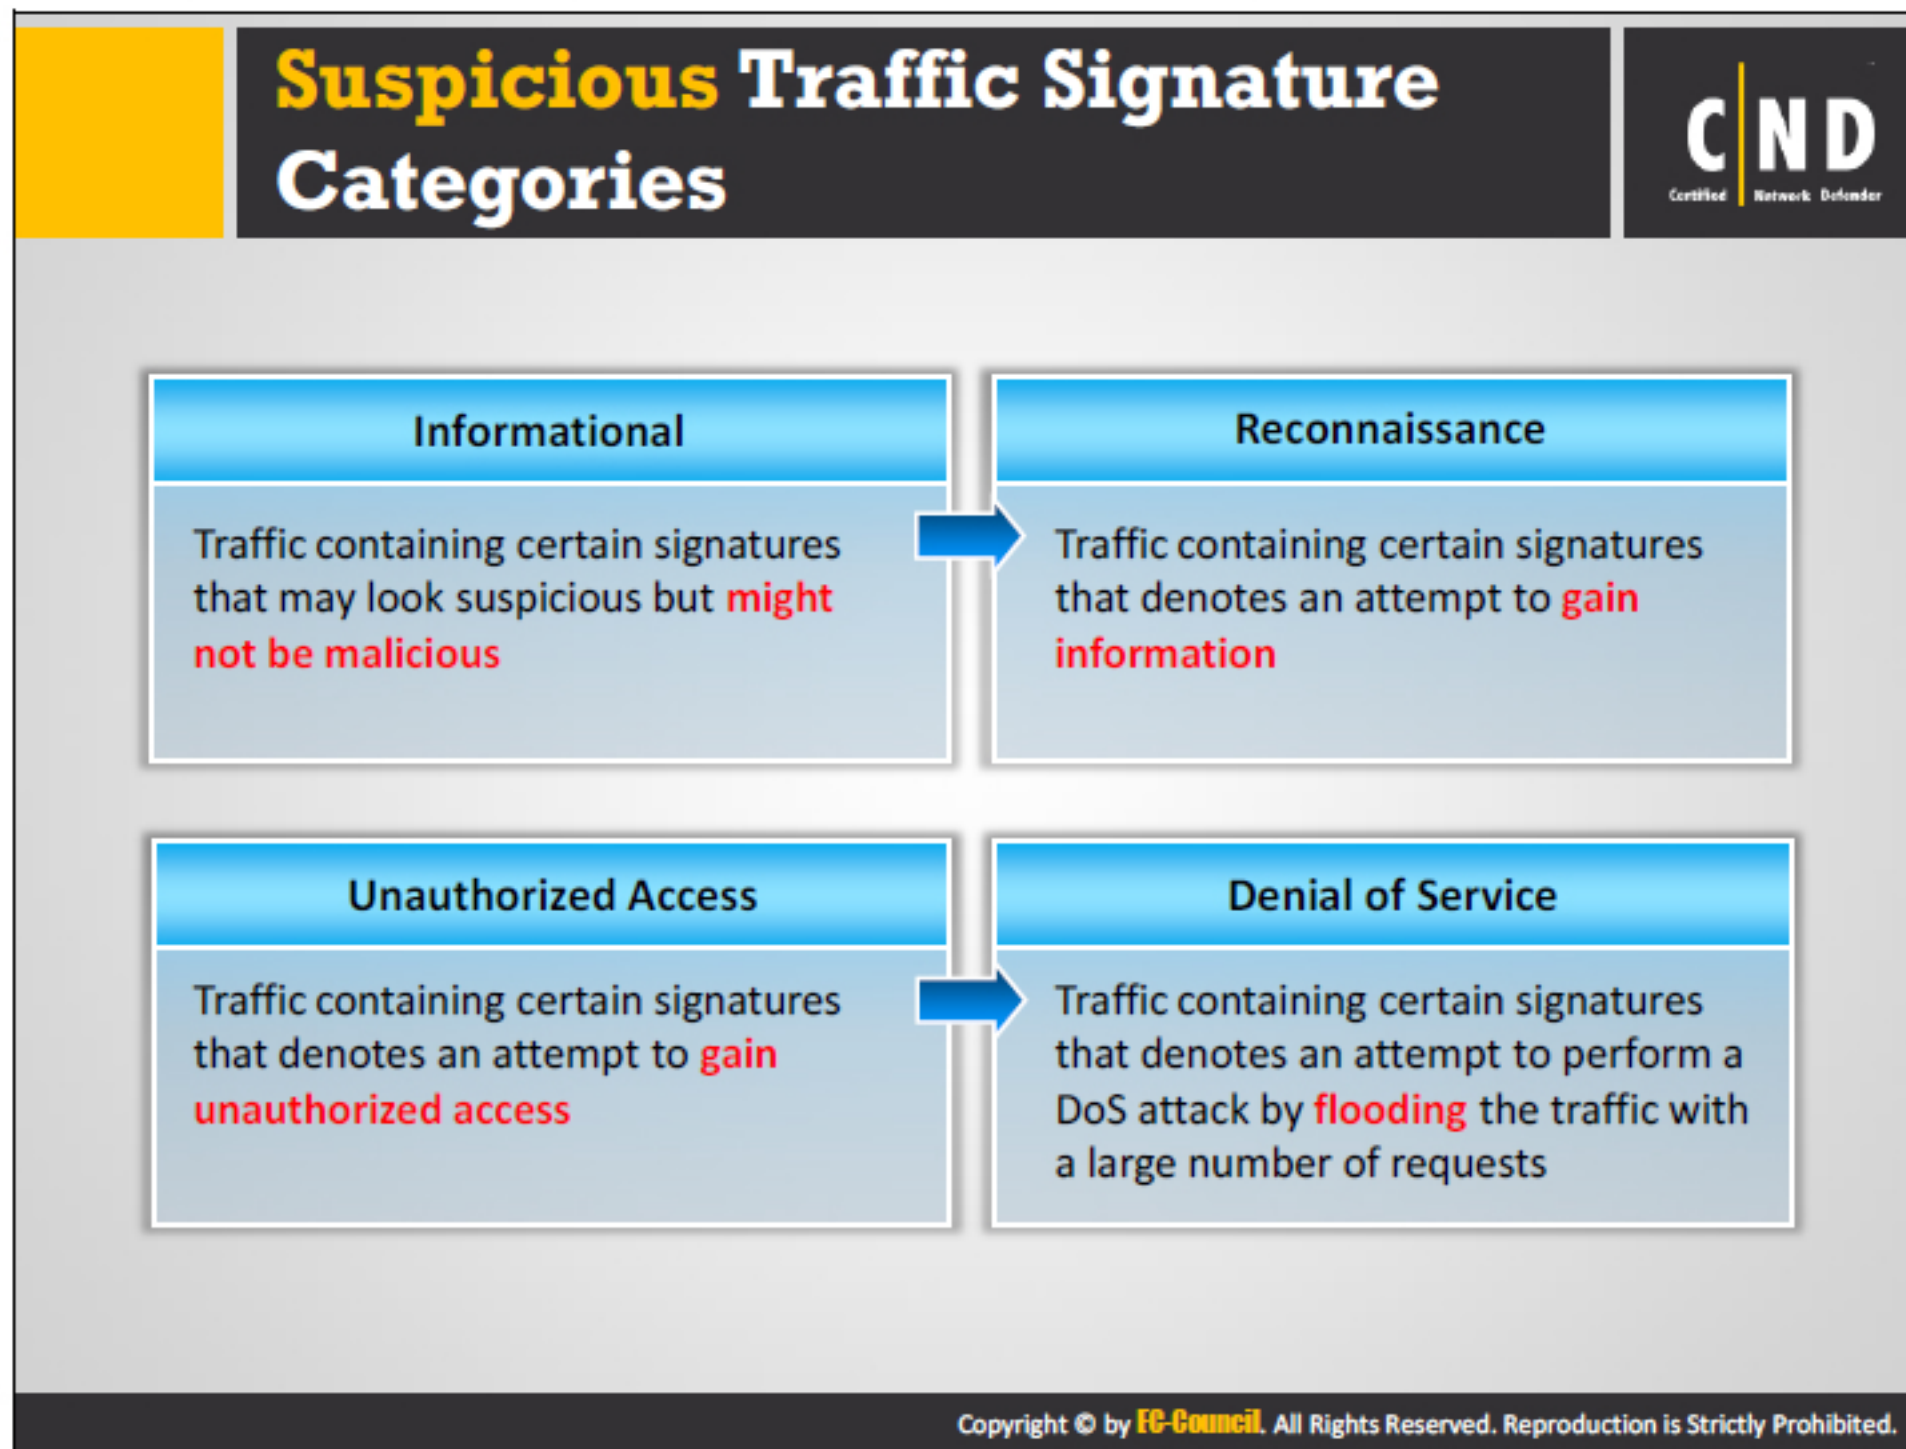 Suspicious Traffic Signature
Categories
C|ND
Certified Network Defender
Informational
Traffic containing certain signatures
that may look suspicious but might
not be malicious
Reconnaissance
Traffic containing certain signatures
that denotes an attempt to gain
information
Unauthorized Access
Traffic containing certain signatures
that denotes an attempt to gain
unauthorized access
Denial of Service
Traffic containing certain signatures
that denotes an attempt to perform a
DoS attack by flooding the traffic with
a large number of requests
Copyright © by EC-Council. All Rights Reserved. Reproduction is Strictly Prohibited.